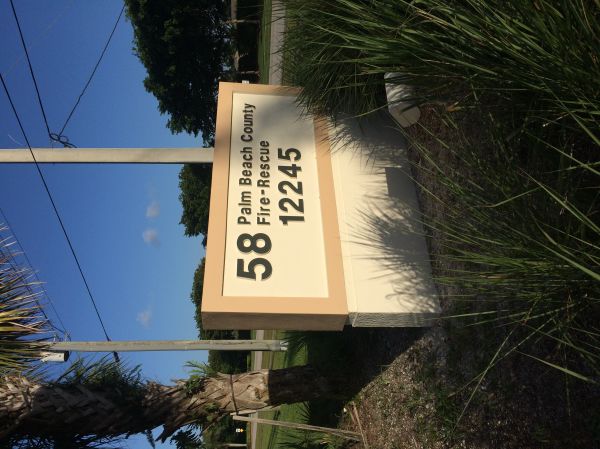 58 Palm Beach County
Fire-Rescue
12245